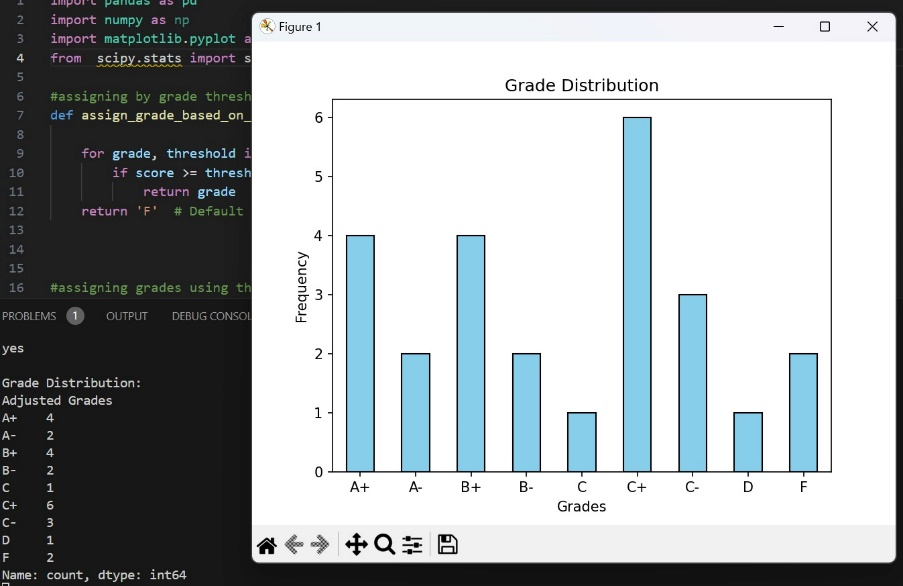 1 import pandas as pd
2 import numpy as np
3 import matplotlib.pyplot a
4 from  scipy.stats import s
5
6 #assigning by grade thresh
7 def assign_grade_based_on_
8
9 for grade, threshold i
10 if score >= thresh
11 return grade
12 return 'F'  # Default
13
14
15
16 #assigning grades using th
PROBLEMS 1 OUTPUT DEBUG CONSOL
yes
Grade Distribution:
Adjusted Grades
A+    4
A-    2
B+    4
B-    2
C     1
C+    6
C-    3
D     1
F     2
Name: count, dtype: int64
Figure 1
Grade Distribution
6
5
4
3
2
1
0
Frequency
A+ A- B+ B- C C+ C- D F
Grades